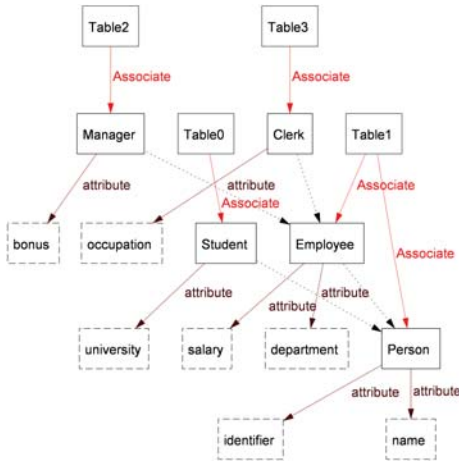 Table2
Table3
Associate
Associate
Manager
Table0
Clerk
Table1
attribute
attribute
Associate
Associate
bonus
occupation
Student
Employee
Associate
attribute
attribute
attribute
university
salary
department
Person
attribute
attribute
identifier
name